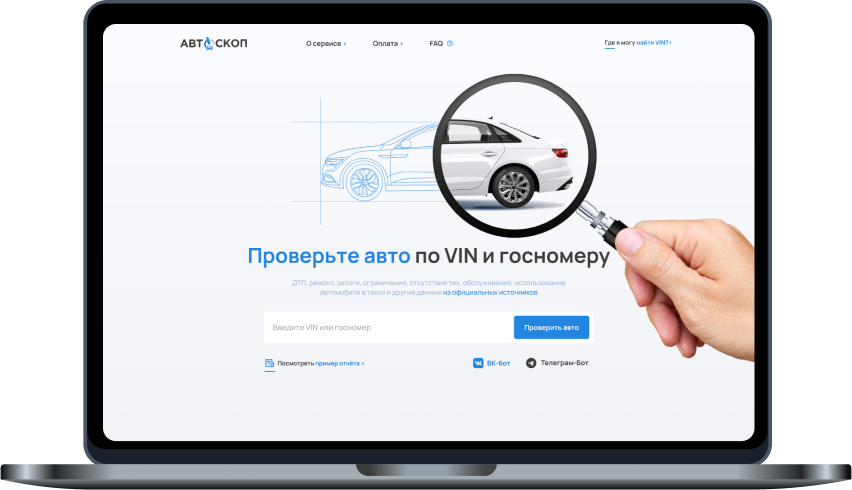 АВТОСКОП
О сервисе ›
Оплата ›
FAQ
Где я могу найти VIN? ›
Проверьте авто по VIN и госномеру
ДТП, ремонт, залоги, ограничения, отсутствие тех. обслуживания, использование
автомобиля в такси и другие данные из официальных источников
Введите VIN или госномер
Проверить авто
Посмотреть пример отчёта ›
ВК-бот
Телеграм-Бот